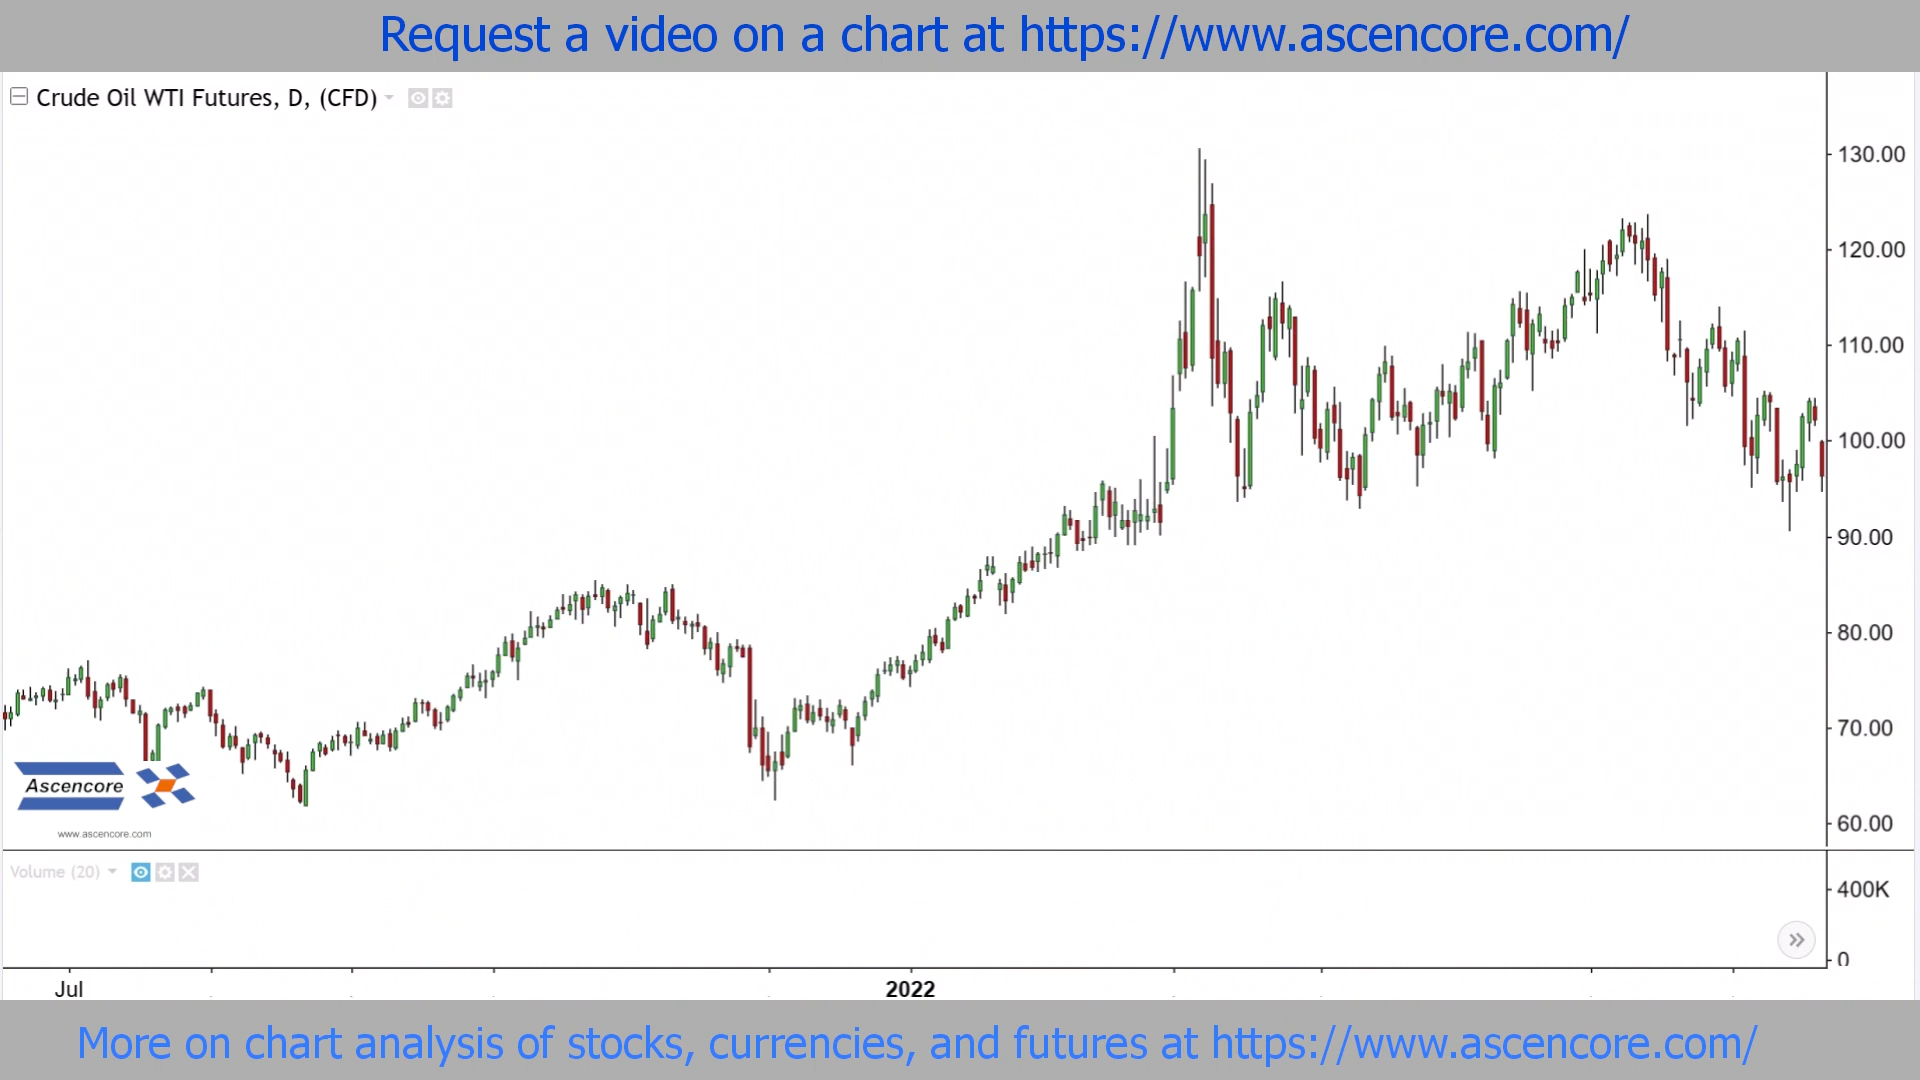 Request a video on a chart at https://www.ascencore.com/
Crude Oil WTI Futures, D, (CFD)
130.00
120.00
110.00
100.00
90.00
80.00
70.00
60.00
Ascencore
www.ascencore.com
Volume (20)
400K
0
Jul
2022
More on chart analysis of stocks, currencies, and futures at https://www.ascencore.com/